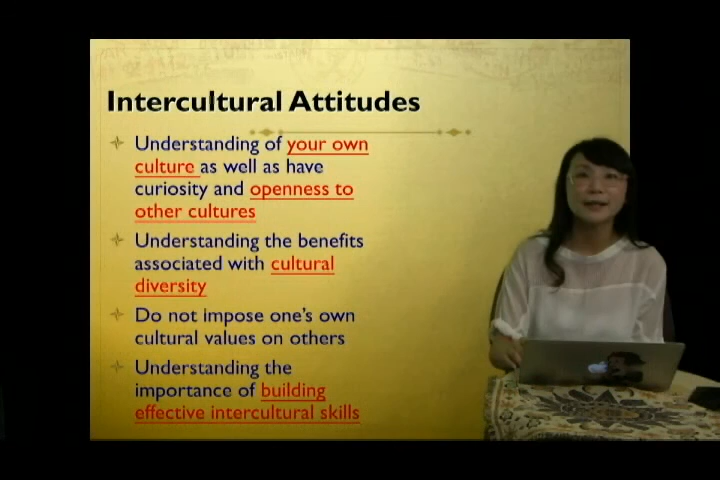 Intercultural Attitudes
Understanding of your own
culture as well as have
curiosity and openness to
other cultures
Understanding the benefits
associated with cultural
diversity
Do not impose one's own
cultural values on others
Understanding the
importance of building
effective intercultural skills